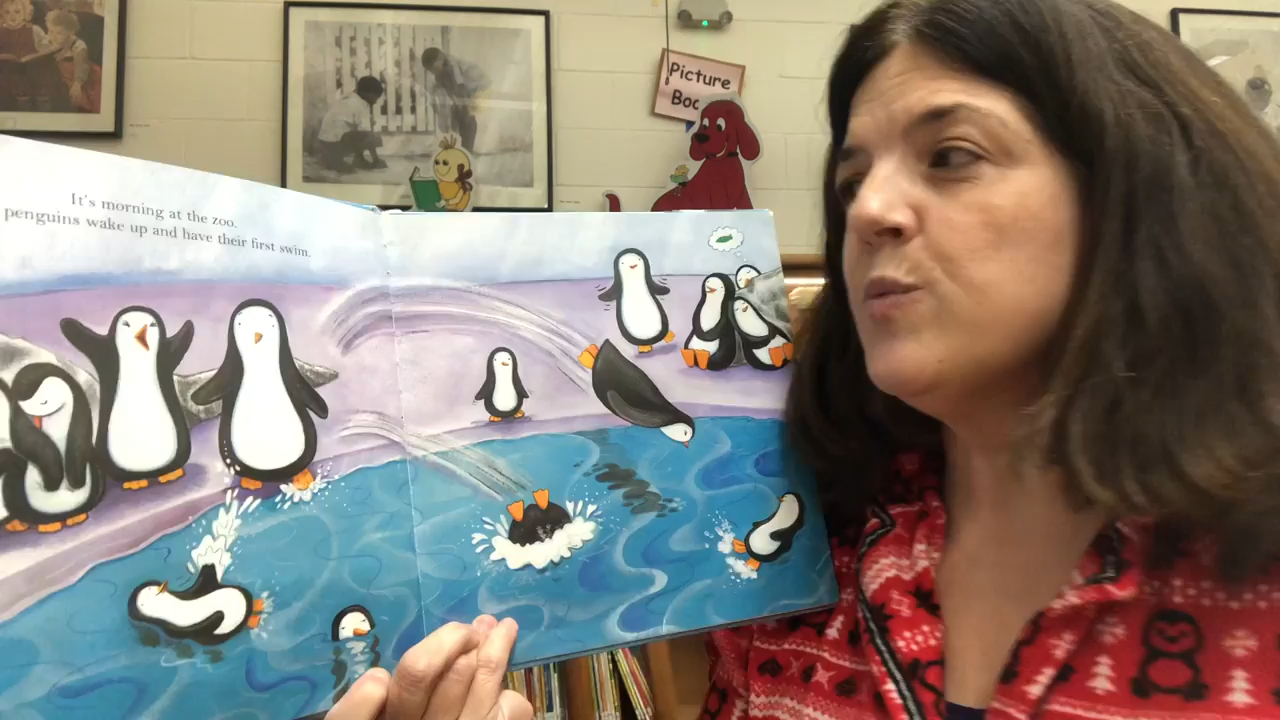 Picture
It's morning at the zoo.
penguins wake up and have their first swim.